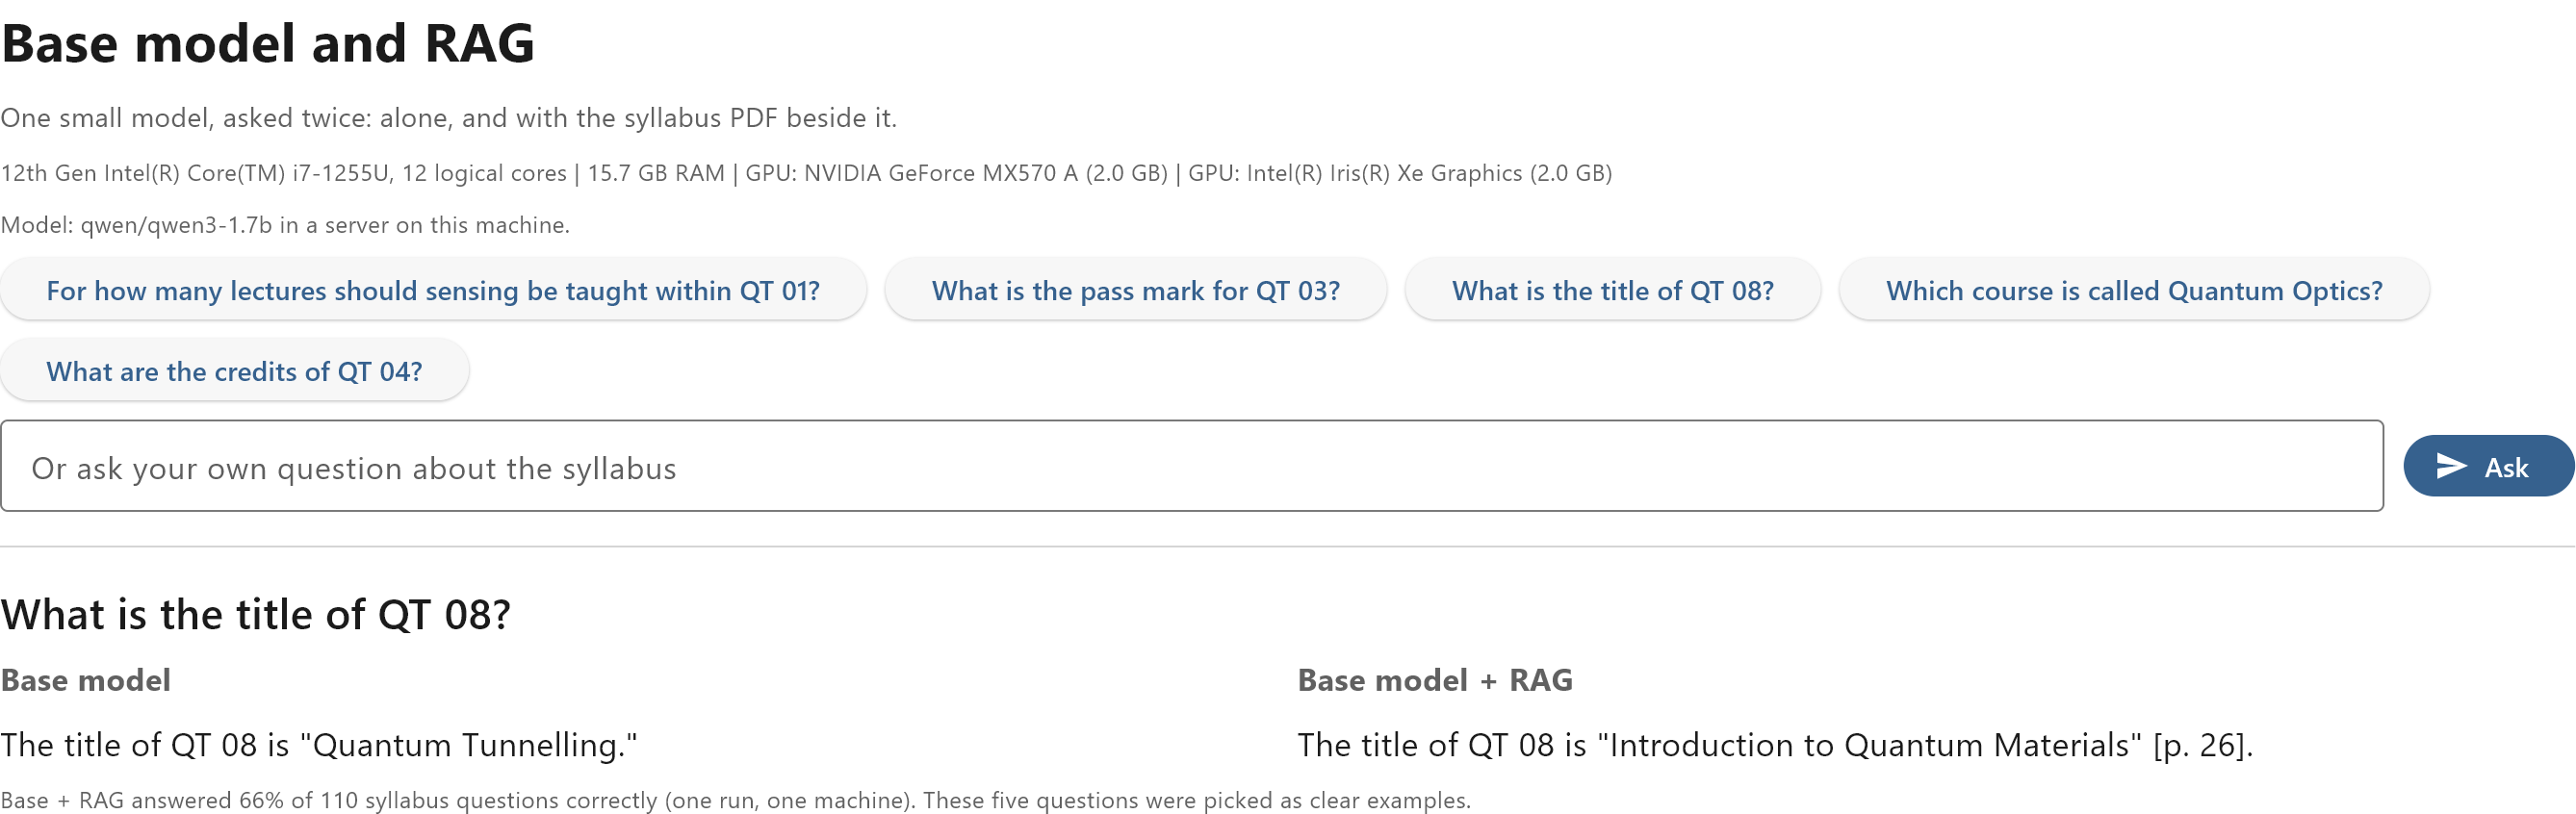 Base model and RAG
One small model, asked twice: alone, and with the syllabus PDF beside it.
12th Gen Intel(R) Core(TM) i7-1255U, 12 logical cores | 15.7 GB RAM | GPU: NVIDIA GeForce MX570 A (2.0 GB) | GPU: Intel(R) Iris(R) Xe Graphics (2.0 GB)
Model: qwen/qwen3-1.7b in a server on this machine.
For how many lectures should sensing be taught within QT 01?
What is the pass mark for QT 03?
What is the title of QT 08?
Which course is called Quantum Optics?
What are the credits of QT 04?
Or ask your own question about the syllabus
Ask
What is the title of QT 08?
Base model
The title of QT 08 is "Quantum Tunnelling."
Base model + RAG
The title of QT 08 is "Introduction to Quantum Materials" [p. 26].
Base + RAG answered 66% of 110 syllabus questions correctly (one run, one machine). These five questions were picked as clear examples.